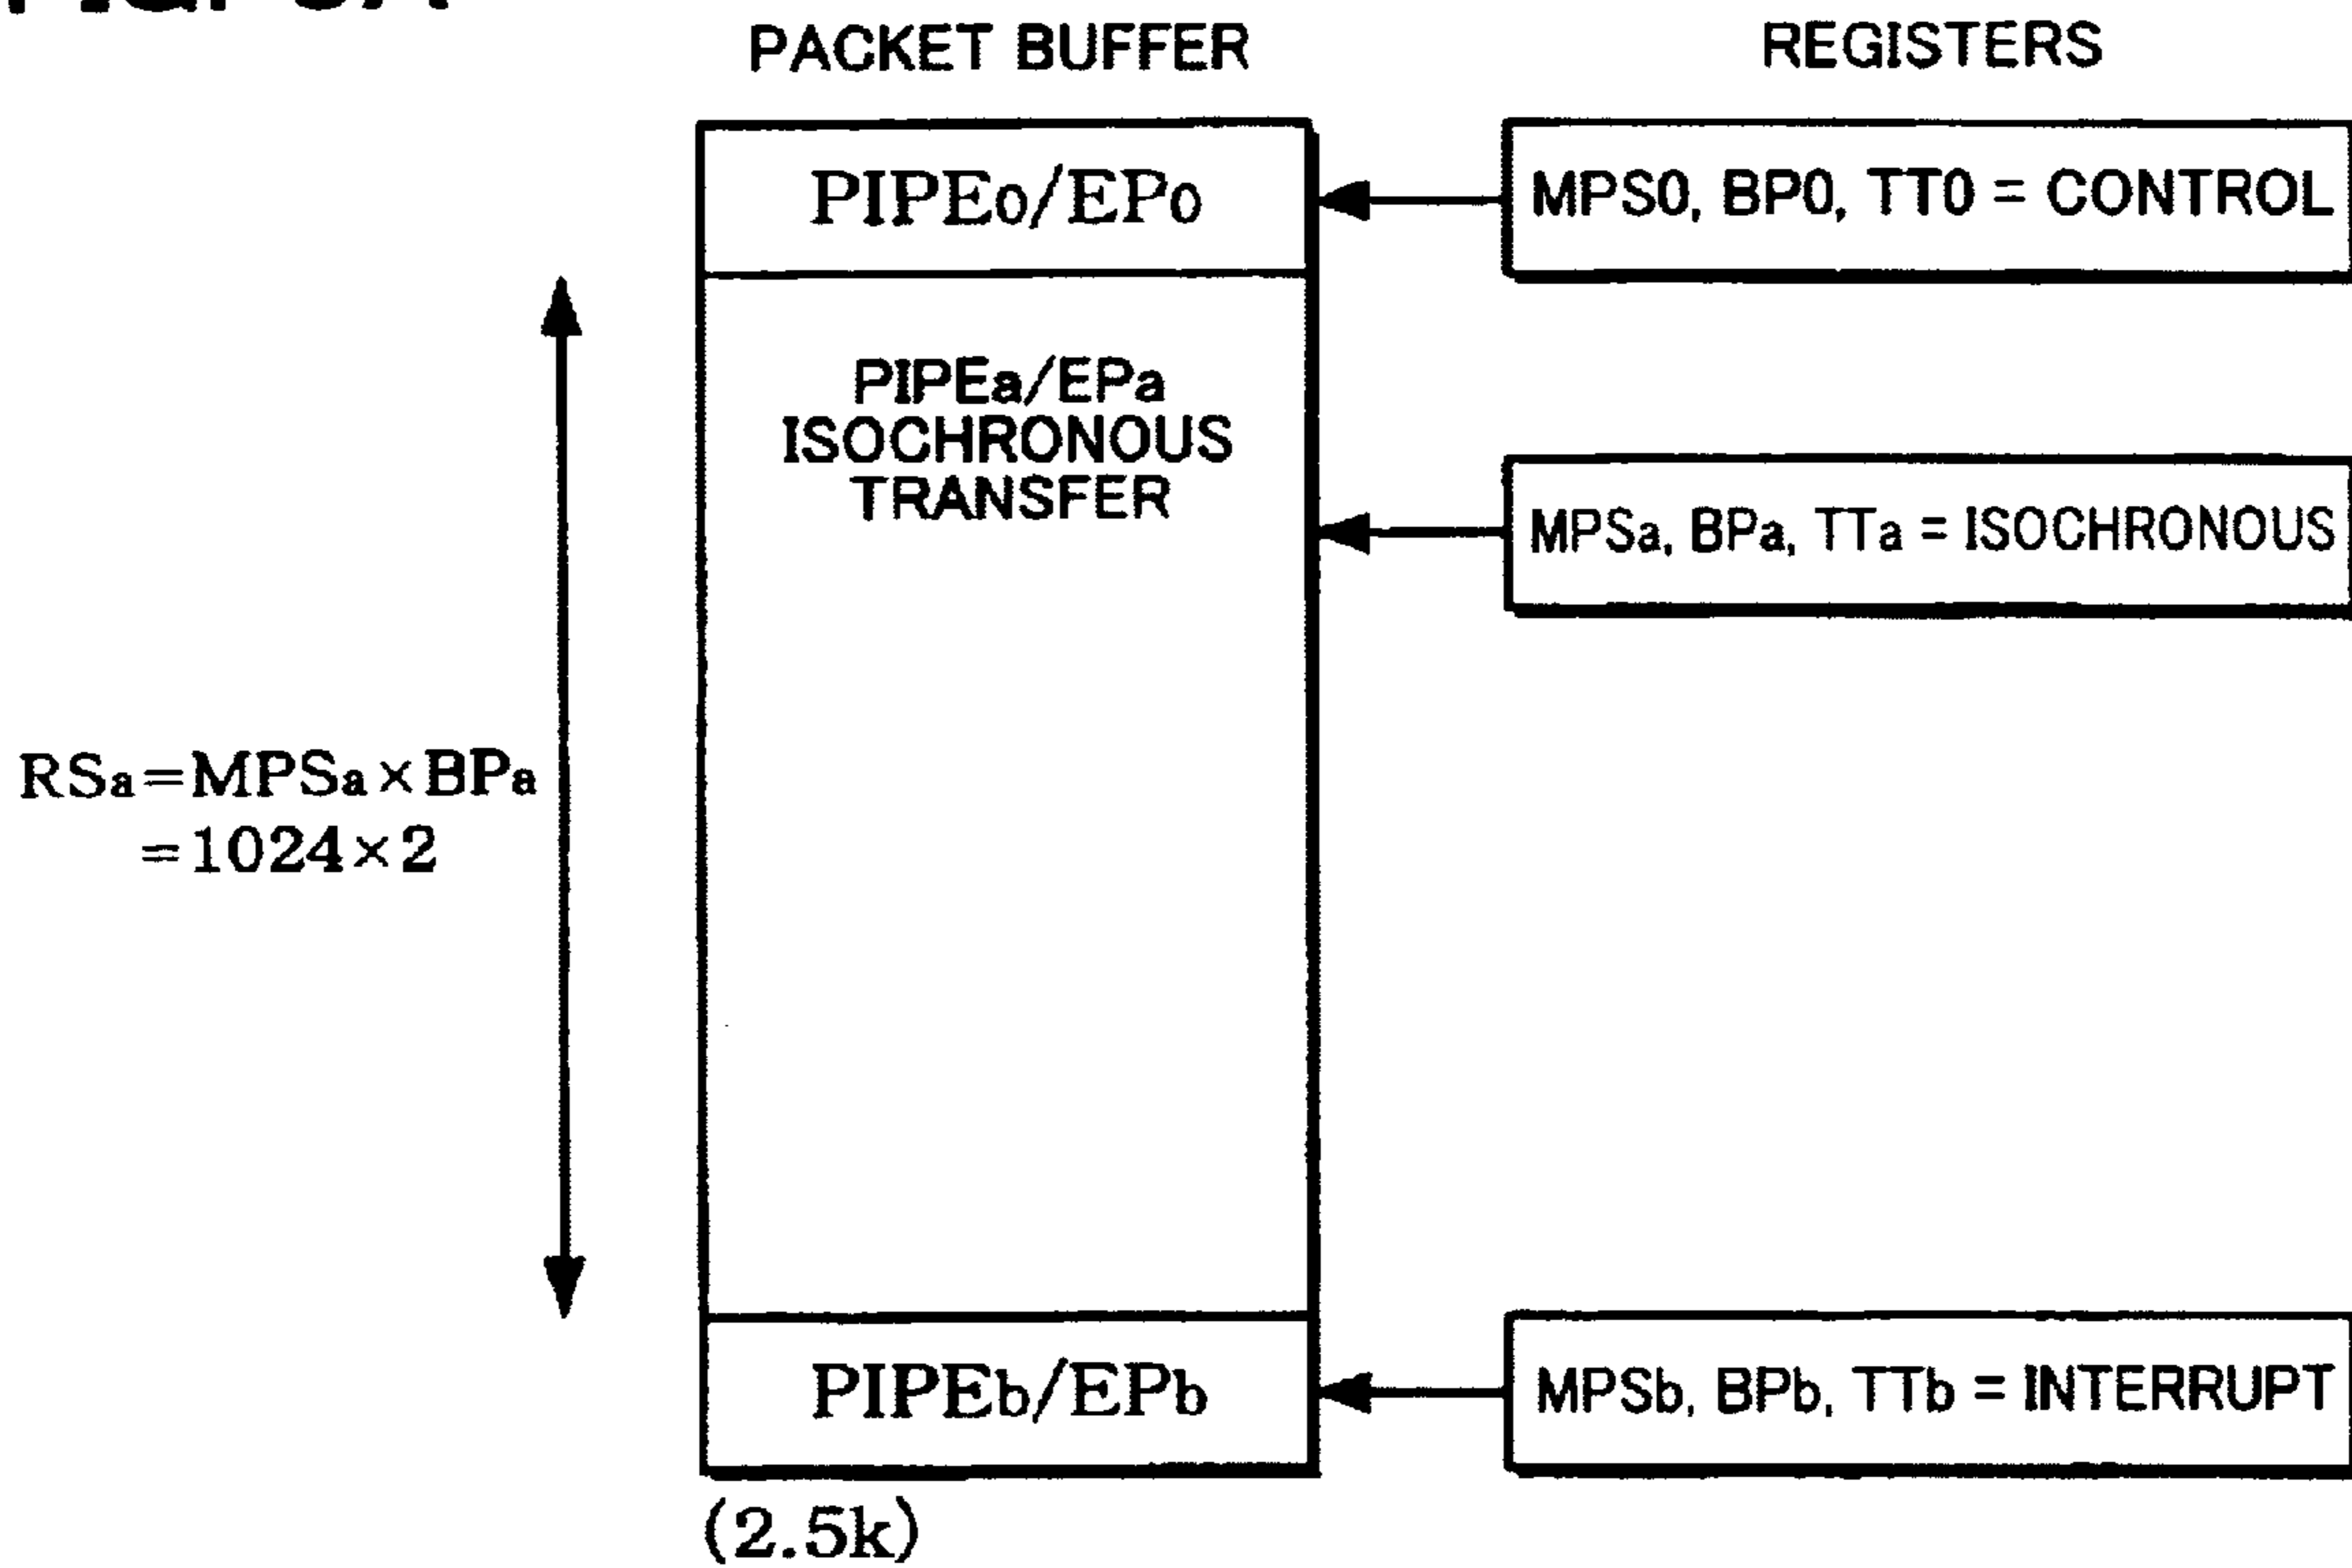 PACKET BUFFER
REGISTERS
PIPE0/EP0
MPS0, BP0, TT0 = CONTROL
PIPEa/EPa
ISOCHRONOUS
TRANSFER
MPSa, BPa, TTa = ISOCHRONOUS
RSa=MPSa×BPa
=1024×2
PIPEb/EPb
MPSb, BPb, TTb = INTERRUPT
(2.5k)